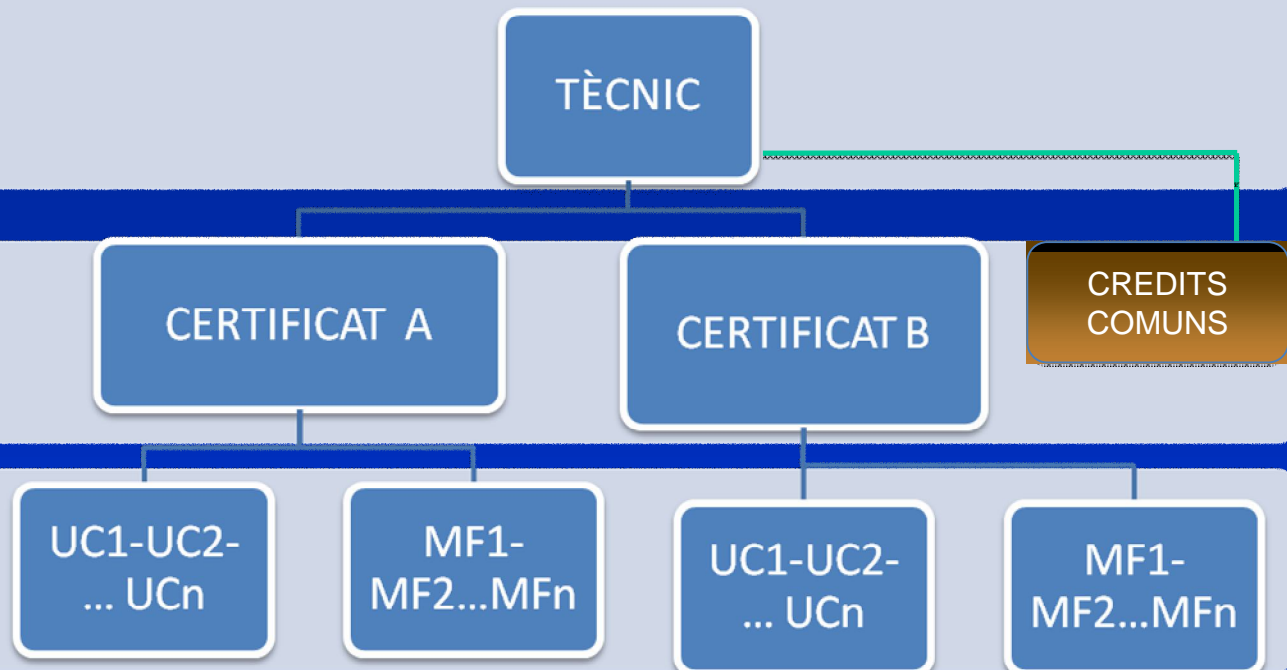 TÈCNIC
CERTIFICAT A
CERTIFICAT B
CREDITS
COMUNS
UC1-UC2-
... UCn
MF1-
MF2...MFn
UC1-UC2-
... UCn
MF1-
MF2...MFn